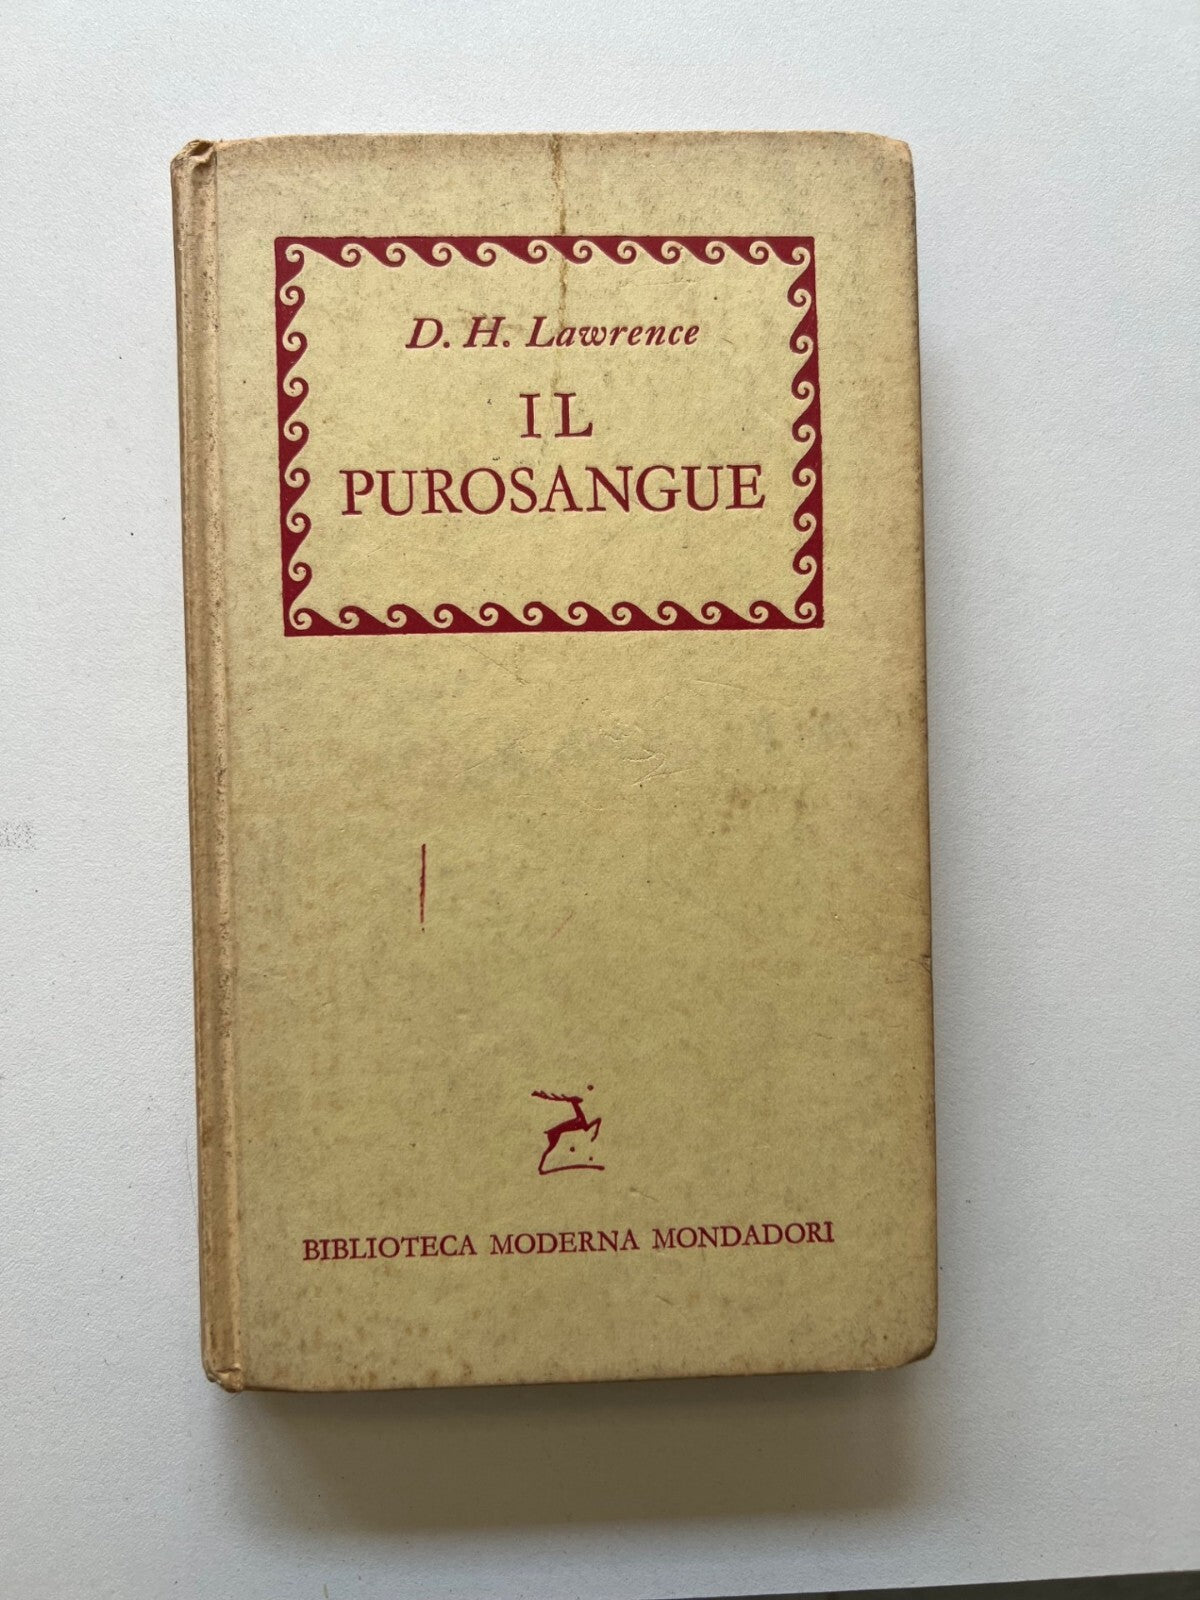 D. H. Lawrence
IL
PUROSANGUE
BIBLIOTECA MODERNA MONDADORI